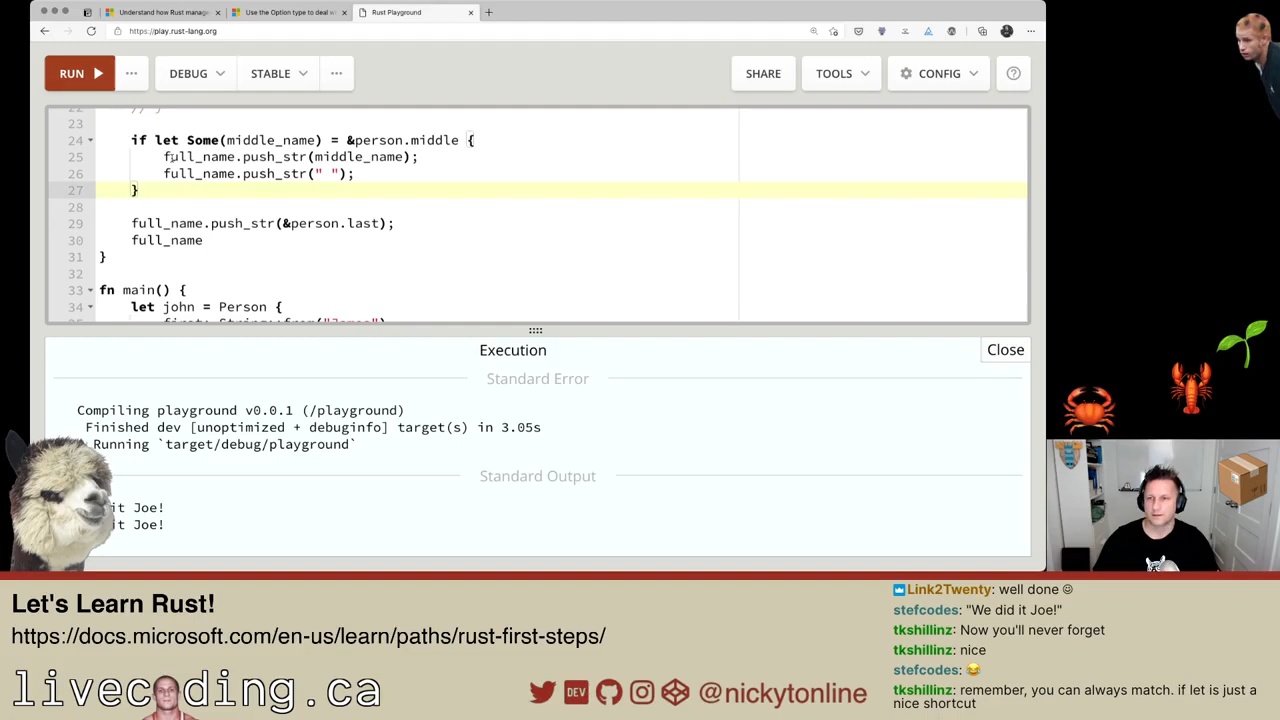 Understand how Rust manage
Use the Option type to deal w
Rust Playground
https://play.rust-lang.org
RUN
DEBUG
STABLE
SHARE
TOOLS
CONFIG
23
24 if let Some(middle_name) = &person.middle {
25 full_name.push_str(middle_name);
26 full_name.push_str(" ");
27 }
28
29 full_name.push_str(&person.last);
30 full_name
31 }
32
33 fn main() {
34 let john = Person {
Execution
Close
Standard Error
Compiling playground v0.0.1 (/playground)
Finished dev [unoptimized + debuginfo] target(s) in 3.05s
Running `target/debug/playground`
Standard Output
it Joe!
it Joe!
Let's Learn Rust!
https://docs.microsoft.com/en-us/learn/paths/rust-first-steps/
livecoding.ca
DEV
@nickytonline
Link2Twenty: well done ☺
stefcodes: "We did it Joe!"
tkshillinz: Now you'll never forget
tkshillinz: nice
stefcodes: 😂
tkshillinz: remember, you can always match. if let is just a
nice shortcut